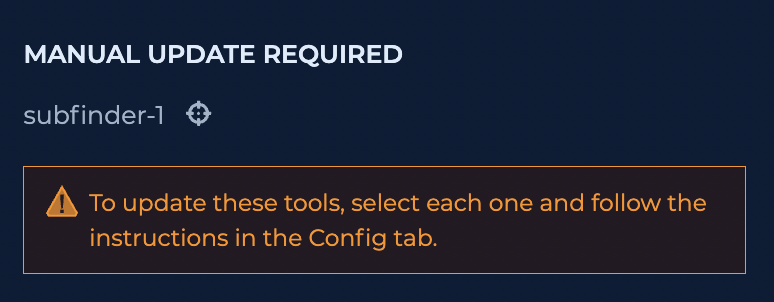 MANUAL UPDATE REQUIRED
subfinder-1
To update these tools, select each one and follow the
instructions in the Config tab.